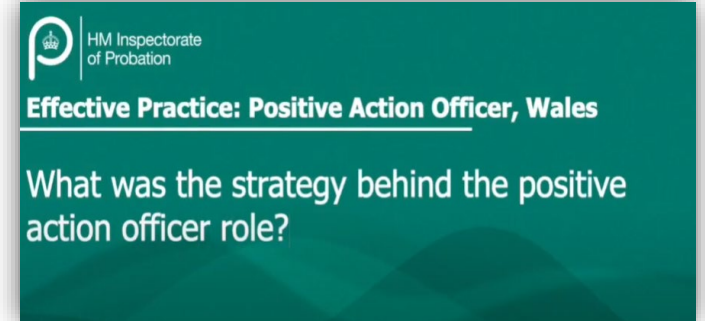 HM Inspectorate
of Probation
Effective Practice: Positive Action Officer, Wales
What was the strategy behind the positive
action officer role?